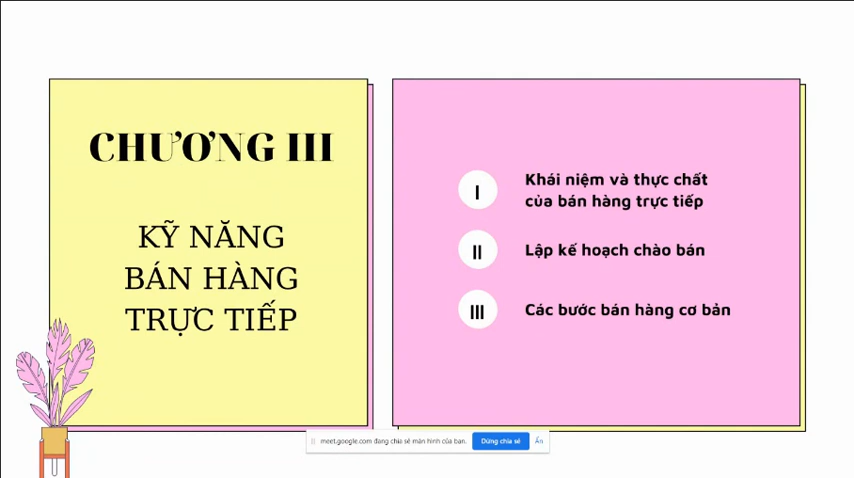 CHƯƠNG III
KỸ NĂNG
BÁN HÀNG
TRỰC TIẾP
I
Khái niệm và thực chất
của bán hàng trực tiếp
II
Lập kế hoạch chào bán
III
Các bước bán hàng cơ bản
meet.google.com đang chia sẻ màn hình của bạn.
Dừng chia sẻ
Ẩn